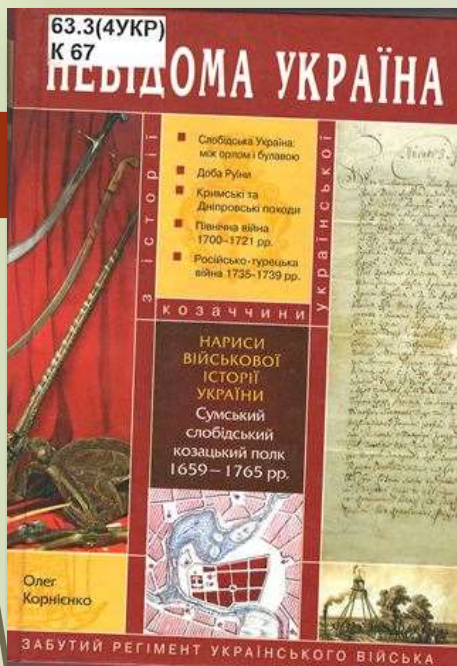 63.3(4УКР)
К 67
НЕВІДОМА УКРАЇНА
з історії
української
козаччини
Слобідська Україна:
між орлом і булавою
Доба Руїни
Кримські та
Дніпровські походи
Північна війна
1700–1721 рр.
Російсько-турецька
війна 1735–1739 рр.
НАРИСИ
ВІЙСЬКОВОЇ
ІСТОРІЇ
УКРАЇНИ
Сумський
слобідський
козацький полк
1659–1765 рр.
Олег
Корнієнко
ЗАБУТИЙ РЕГІМЕНТ УКРАЇНСЬКОГО ВІЙСЬКА